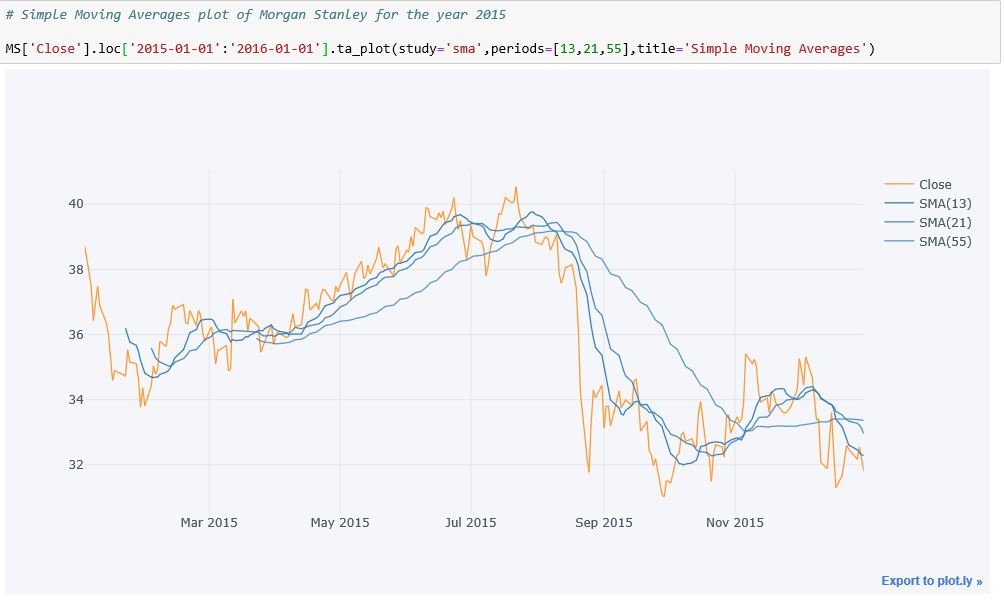 # Simple Moving Averages plot of Morgan Stanley for the year 2015
MS['Close'].loc['2015-01-01':'2016-01-01'].ta_plot(study='sma',periods=[13,21,55],title='Simple Moving Averages')
Close
SMA(13)
SMA(21)
SMA(55)
40
38
36
34
32
Mar 2015
May 2015
Jul 2015
Sep 2015
Nov 2015
Export to plot.ly »